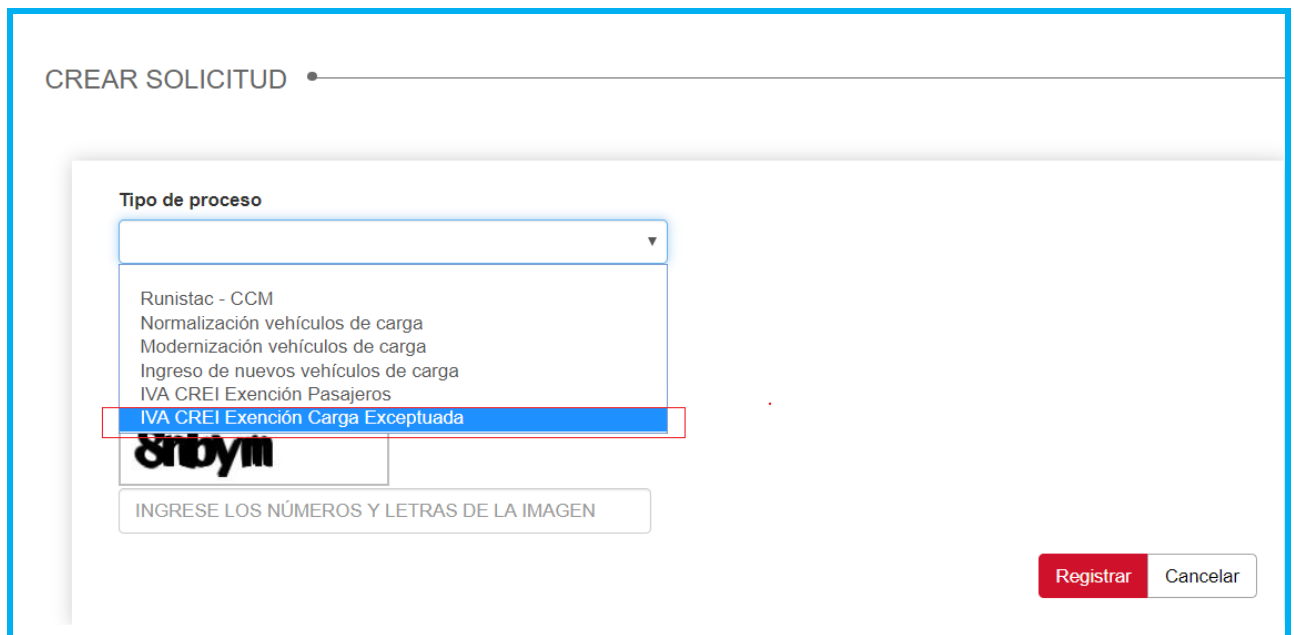 CREAR SOLICITUD
Tipo de proceso
Runistac - CCM
Normalización vehículos de carga
Modernización vehículos de carga
Ingreso de nuevos vehículos de carga
IVA CREI Exención Pasajeros
IVA CREI Exención Carga Exceptuada
8nbym
INGRESE LOS NÚMEROS Y LETRAS DE LA IMAGEN
Registrar
Cancelar